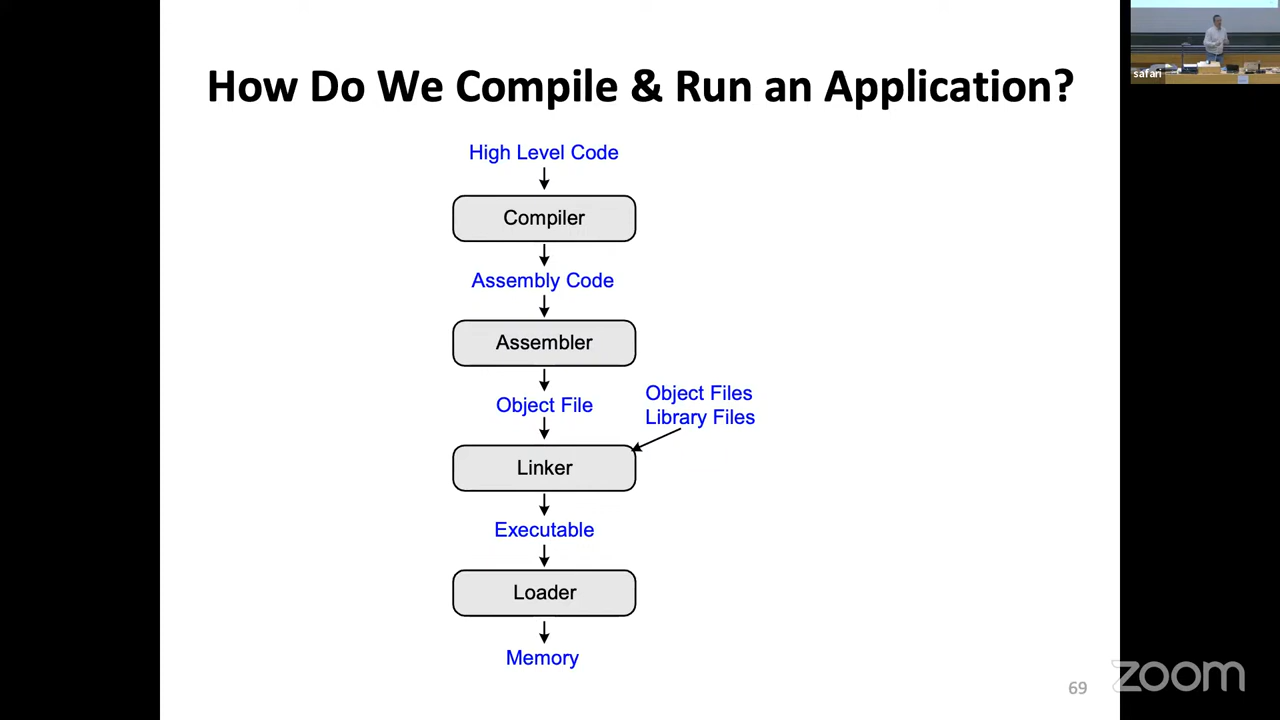 safari
How Do We Compile & Run an Application?
High Level Code
Compiler
Assembly Code
Assembler
Object File
Object Files
Library Files
Linker
Executable
Loader
Memory
69
zoom